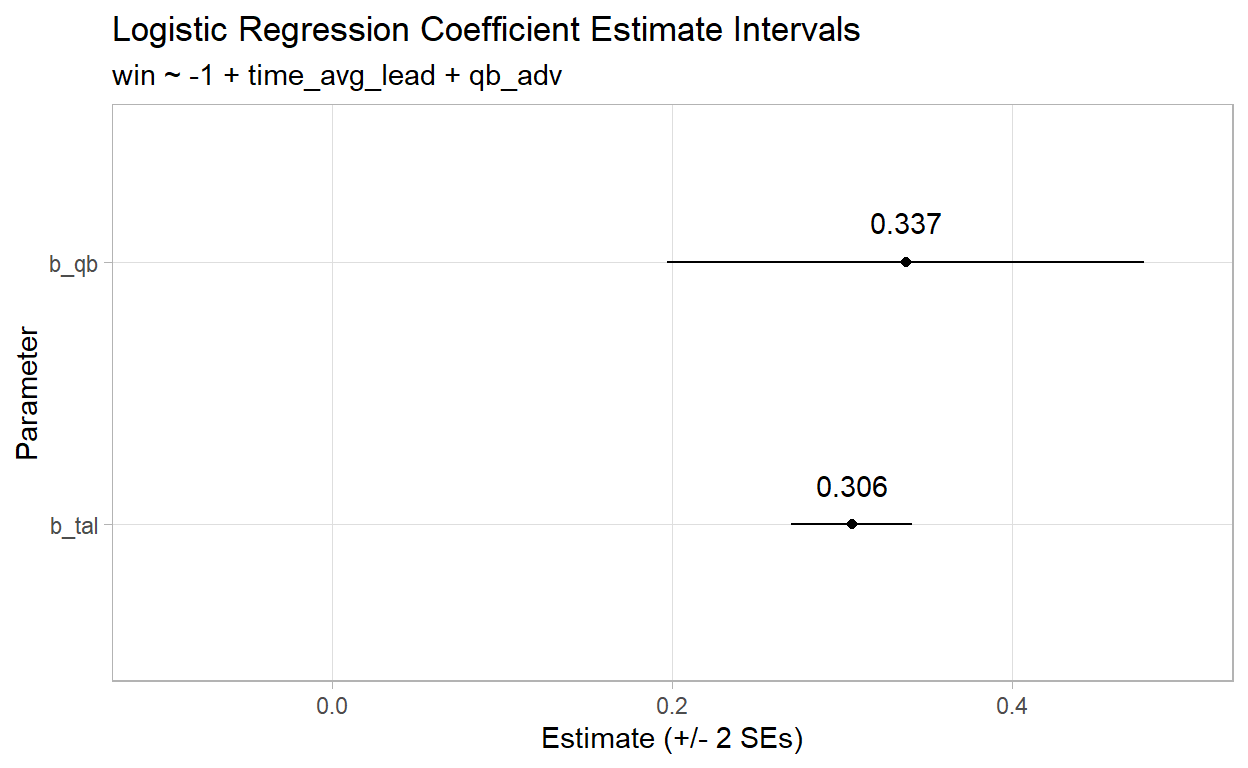 Logistic Regression Coefficient Estimate Intervals
win ~ -1 + time_avg_lead + qb_adv
0.337
b_qb
Parameter
0.306
b_tal
0.0 0.2 0.4
Estimate (+/- 2 SEs)